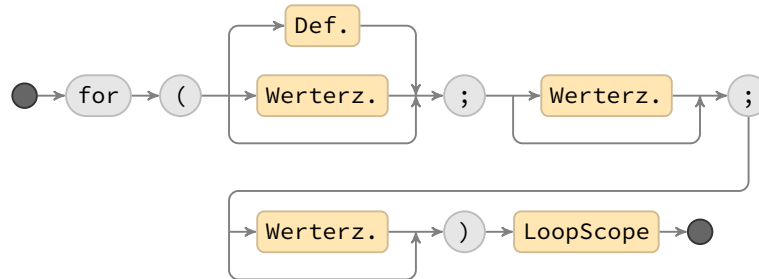 Def.
for ( Werterz. ; Werterz. ;
Werterz. ) LoopScope